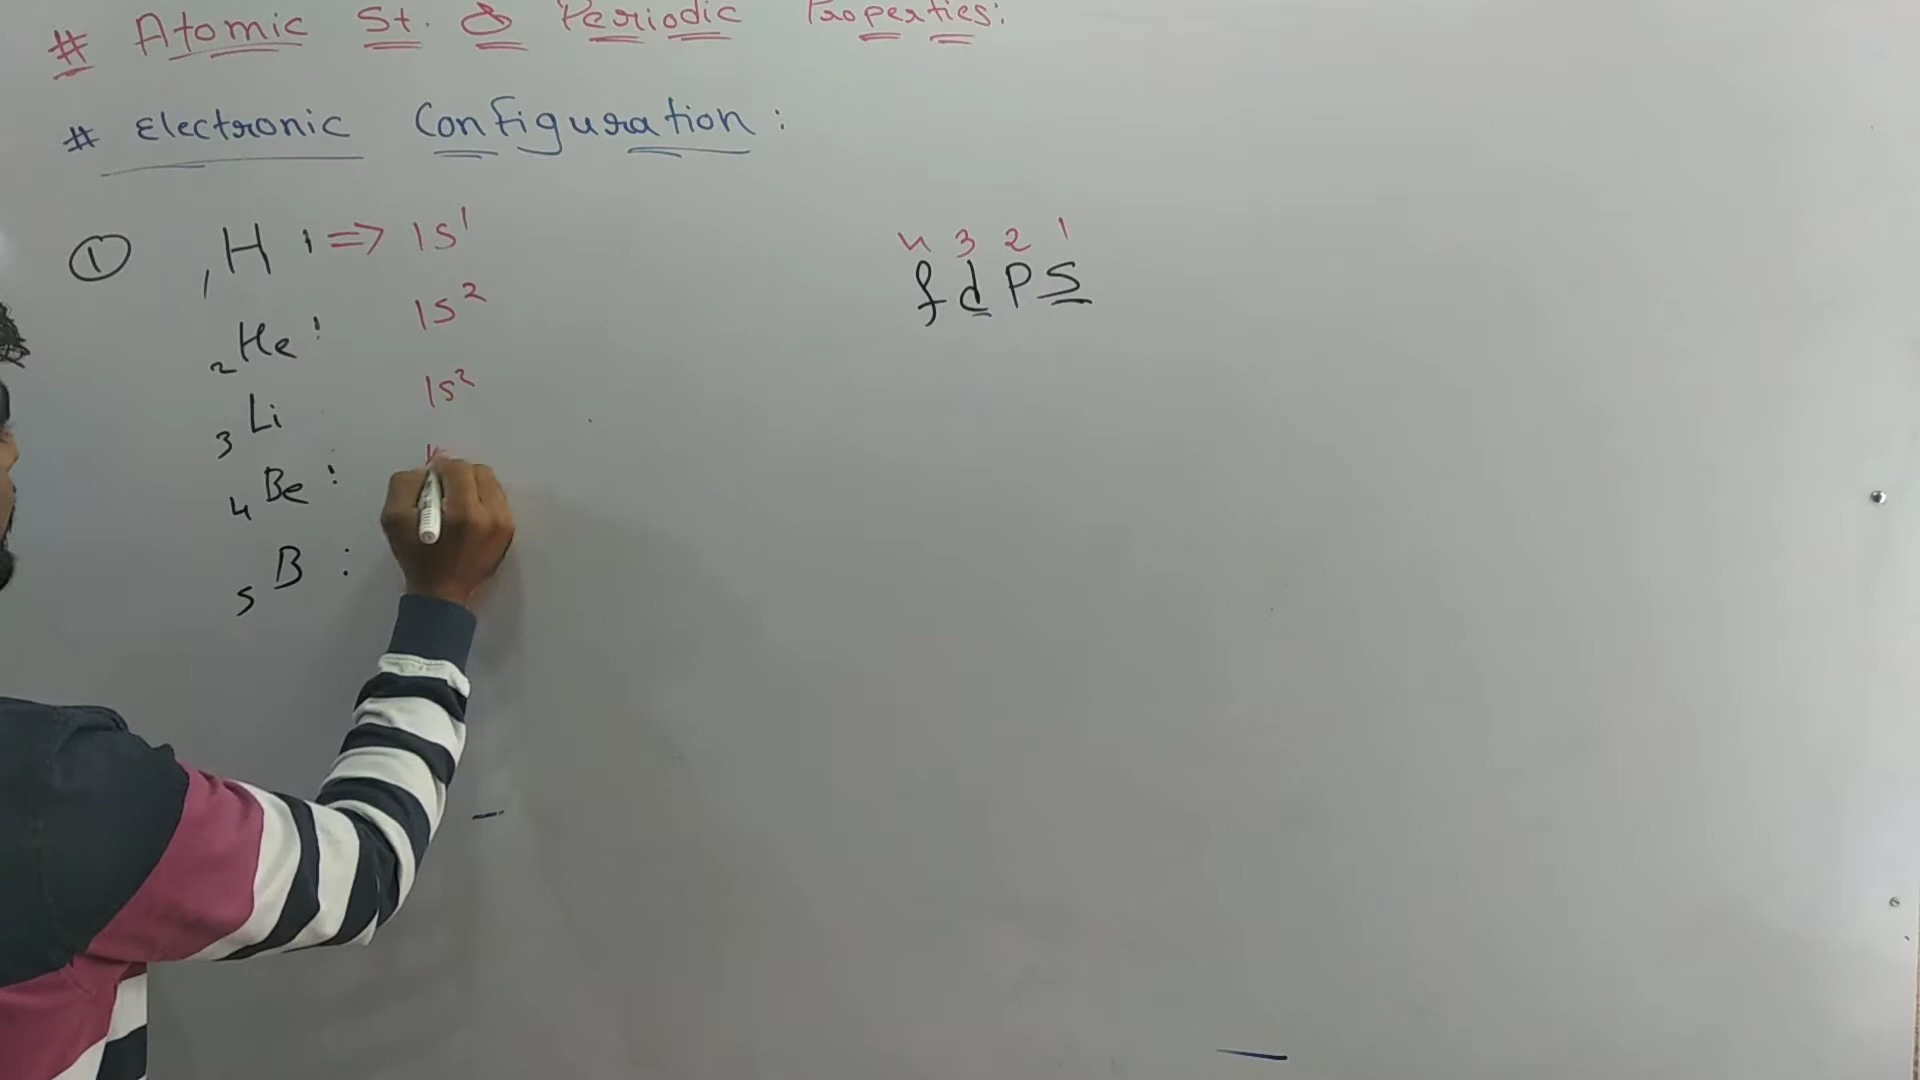 # Atomic St. & Periodic Properties:
# Electronic Configuration:
① ₁H : => 1S¹
₂He : 1S²
₃Li 1S²
₄Be :
₅B :
4 3 2 1
f d P S